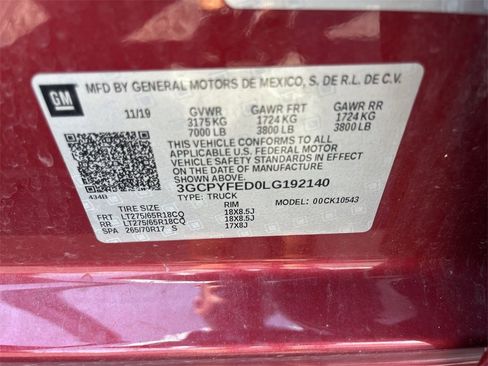 MFD BY GENERAL MOTORS DE MEXICO, S. DE R.L. DE C.V.
GM
11/19 GVWR GAWR FRT GAWR RR
3175 KG 1724 KG 1724 KG
7000 LB 3800 LB 3800 LB
THIS VEHICLE CONFORMS TO ALL APPLICABLE
U.S. FEDERAL MOTOR VEHICLE SAFETY
STANDARDS IN EFFECT ON THE DATE OF
MANUFACTURE SHOWN ABOVE.
3GCPYFED0LG192140
434B
TYPE: TRUCK MODEL: 00CK10543
TIRE SIZE RIM
FRT LT275/65R18CQ 18X8.5J
RR LT275/65R18CQ 18X8.5J
SPA 265/70R17 S 17X8J